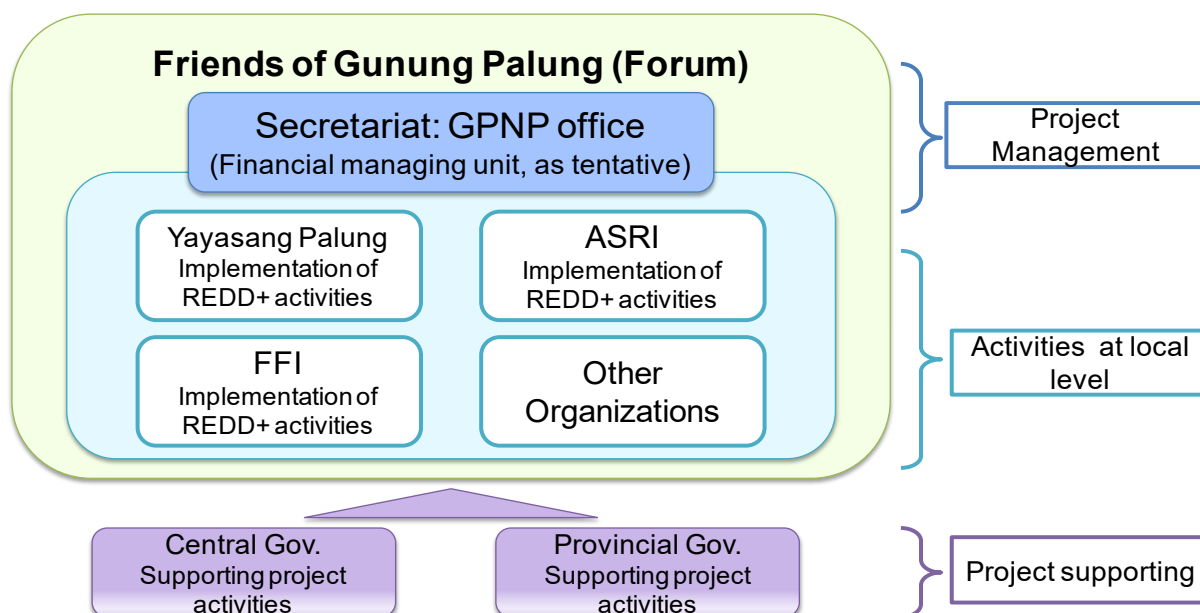 Friends of Gunung Palung (Forum)
Secretariat: GPNP office
(Financial managing unit, as tentative)
Project
Management
Yayasang Palung
Implementation of
REDD+ activities
ASRI
Implementation of
REDD+ activities
FFI
Implementation of
REDD+ activities
Other
Organizations
Activities at local
level
Central Gov.
Supporting project
activities
Provincial Gov.
Supporting project
activities
Project supporting